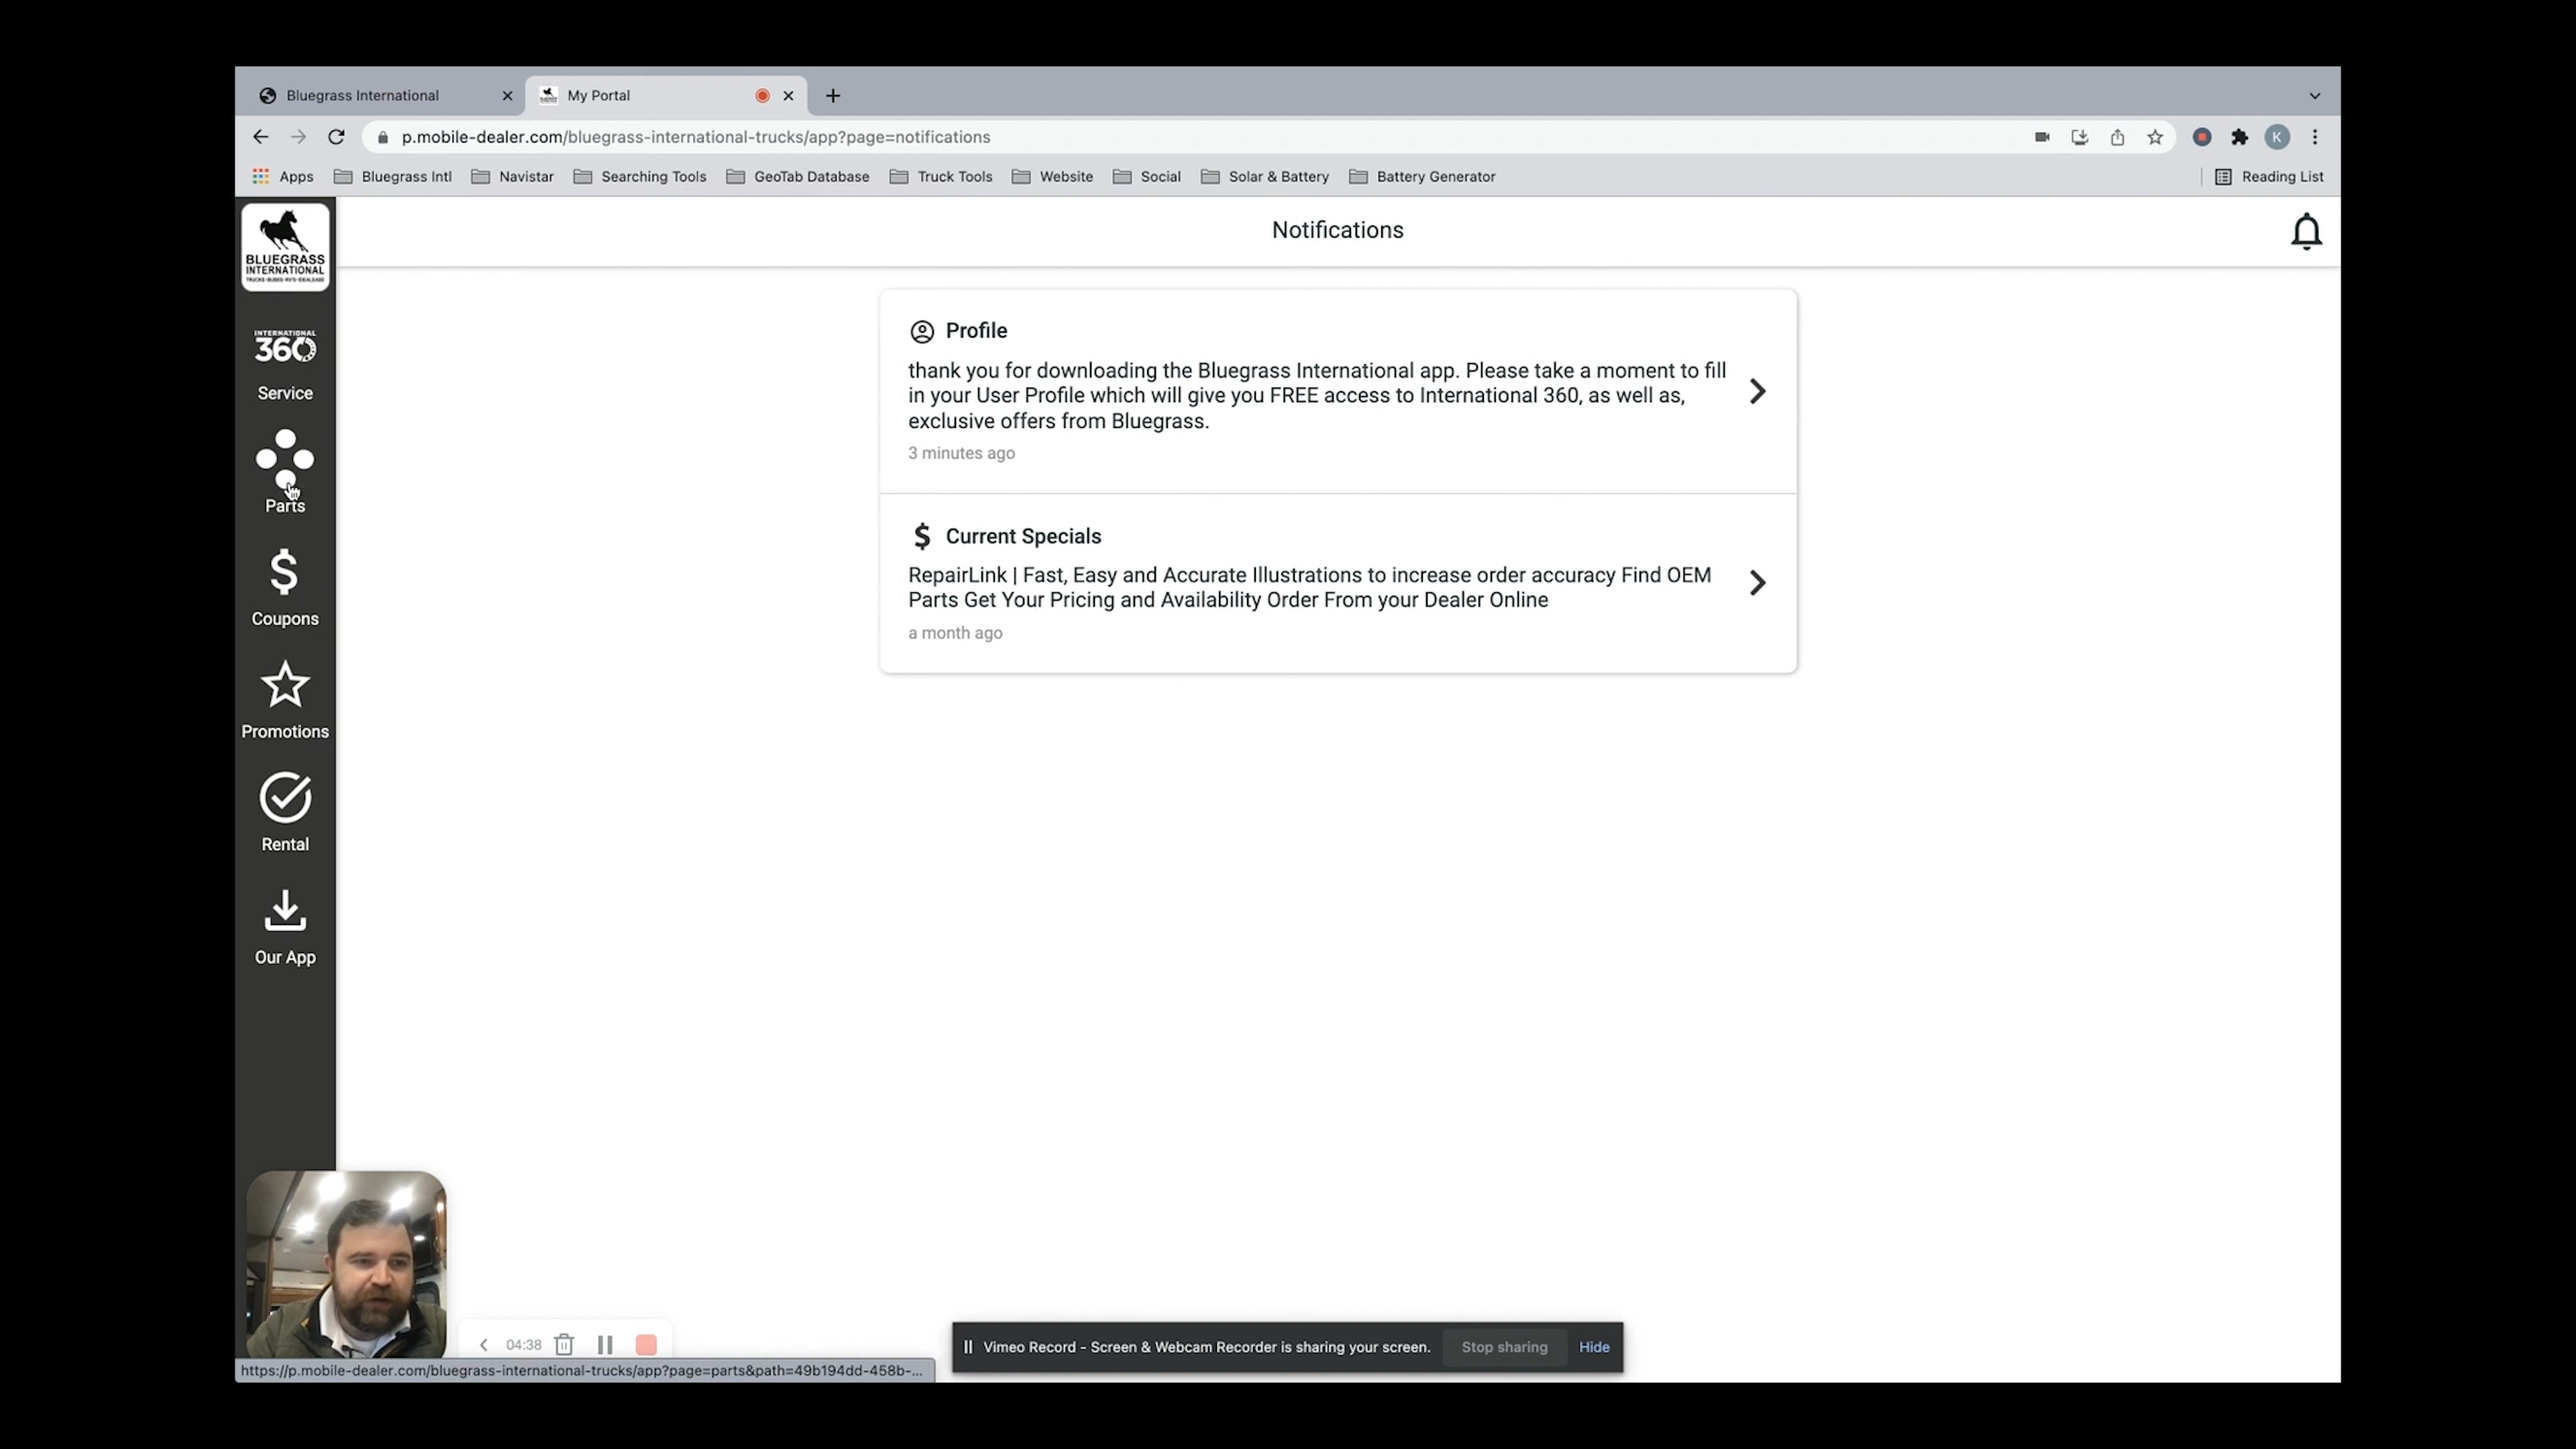 Bluegrass International
My Portal
p.mobile-dealer.com/bluegrass-international-trucks/app?page=notifications
K
Apps
Bluegrass Intl
Navistar
Searching Tools
GeoTab Database
Truck Tools
Website
Social
Solar & Battery
Battery Generator
Reading List
BLUEGRASS
INTERNATIONAL
TRUCKS•BUSES•RV'S•IDEALEASE
Notifications
INTERNATIONAL
360
Service
Parts
Coupons
Promotions
Rental
Our App
Profile
thank you for downloading the Bluegrass International app. Please take a moment to fill
in your User Profile which will give you FREE access to International 360, as well as,
exclusive offers from Bluegrass.
3 minutes ago
$ Current Specials
RepairLink | Fast, Easy and Accurate Illustrations to increase order accuracy Find OEM
Parts Get Your Pricing and Availability Order From your Dealer Online
a month ago
04:38
Vimeo Record - Screen & Webcam Recorder is sharing your screen.
Stop sharing
Hide
https://p.mobile-dealer.com/bluegrass-international-trucks/app?page=parts&path=49b194dd-458b-...